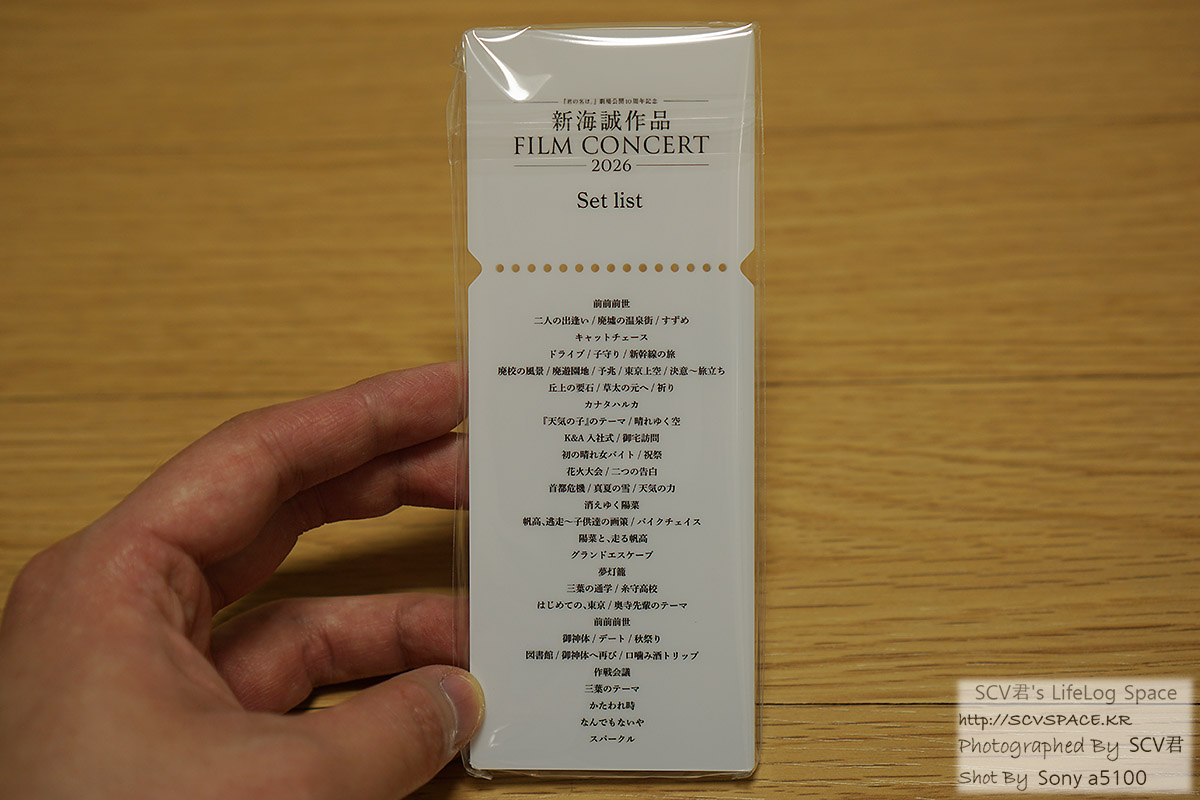 『君の名は。』劇場公開10周年記念
新海誠作品
FILM CONCERT
2026
Set list
前前前世
二人の出逢い / 廃墟の温泉街 / すずめ
キャットチェース
ドライブ / 子守り / 新幹線の旅
廃校の風景 / 廃遊園地 / 予兆 / 東京上空 / 決意～旅立ち
丘上の要石 / 草太の元へ / 祈り
カナタハルカ
『天気の子』のテーマ / 晴れゆく空
K&A 入社式 / 御宅訪問
初の晴れ女バイト / 祝祭
花火大会 / 二つの告白
首都危機 / 真夏の雪 / 天気の力
消えゆく陽菜
帆高、逃走～子供達の画策 / バイクチェイス
陽菜と、走る帆高
グランドエスケープ
夢灯籠
三葉の通学 / 糸守高校
はじめての、東京 / 奥寺先輩のテーマ
前前前世
御神体 / デート / 秋祭り
図書館 / 御神体へ再び / 口噛み酒トリップ
作戦会議
三葉のテーマ
かたわれ時
なんでもないや
スパークル
SCV君's LifeLog Space
http://SCVSPACE.KR
Photographed By SCV君
Shot By Sony a5100